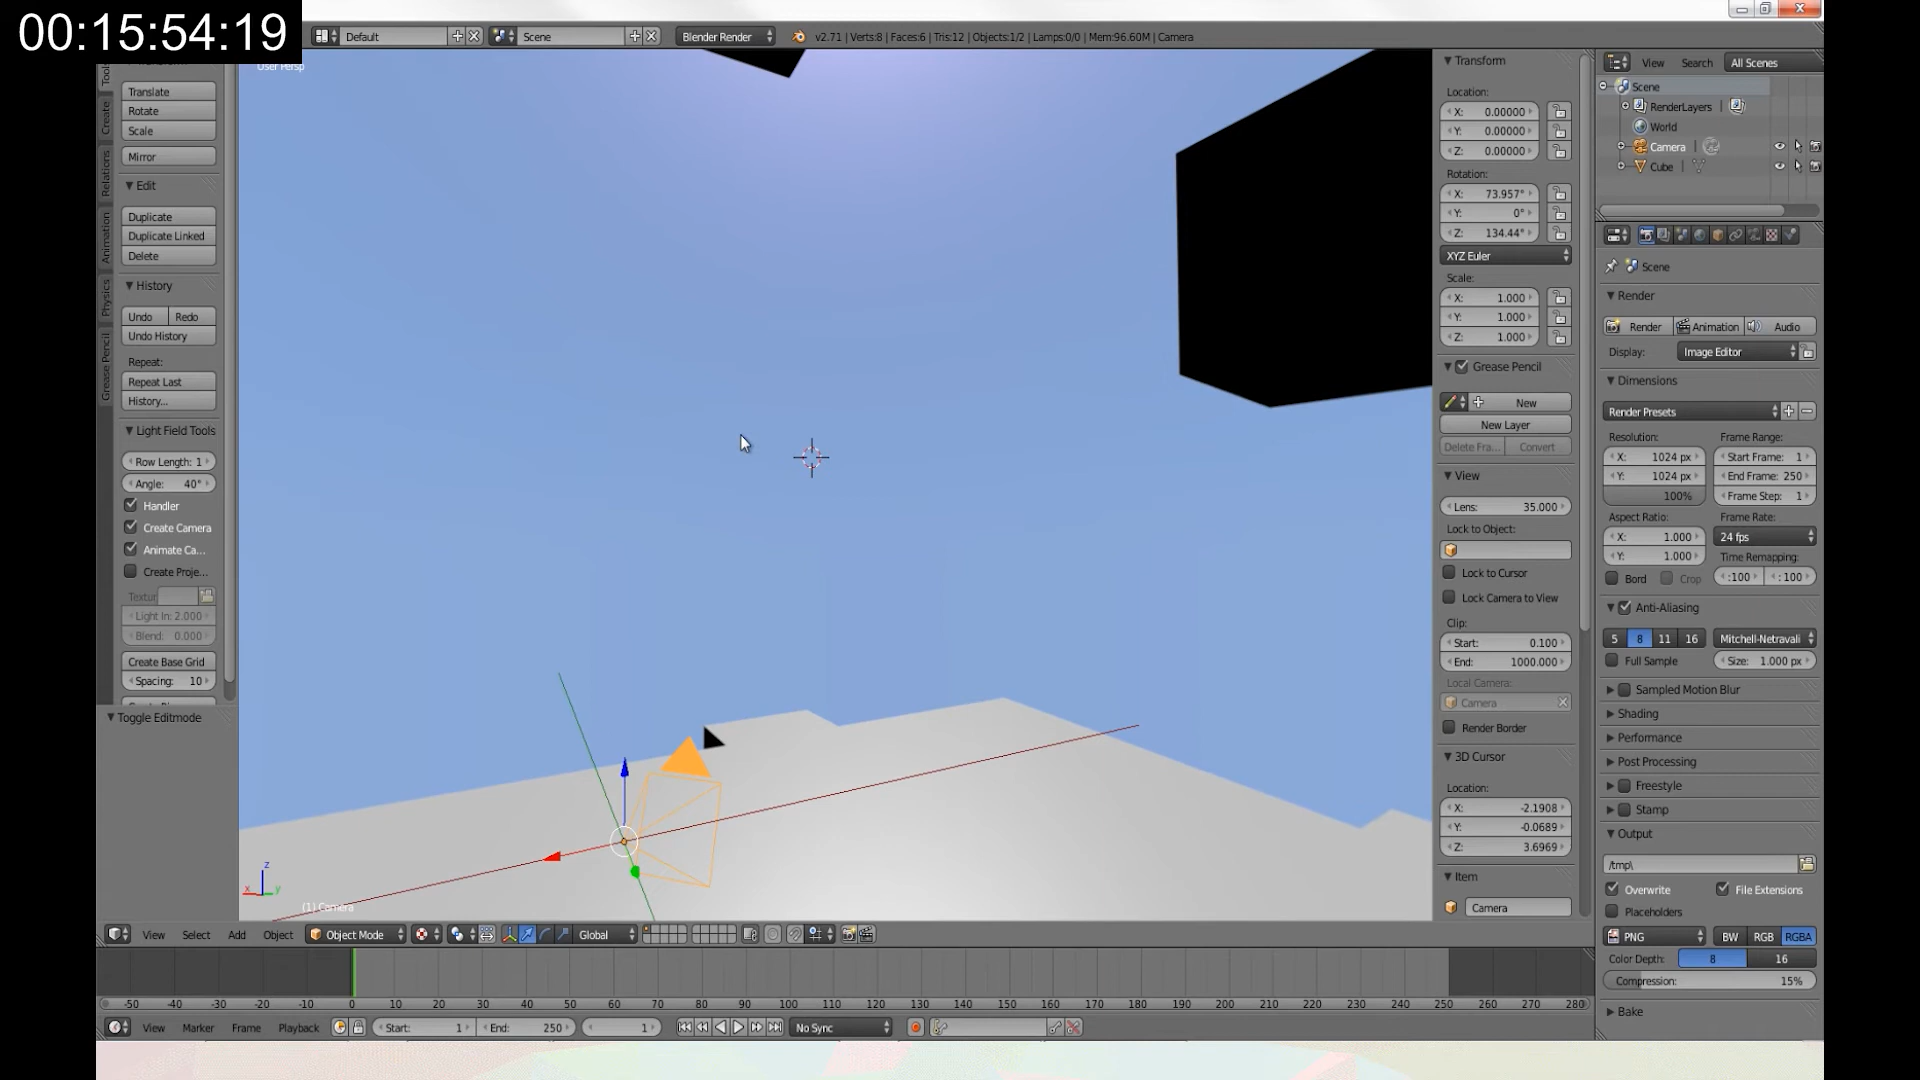 00:15:54:19
Default
Scene
Blender Render
v2.71 | Verts:8 | Faces:6 | Tris:12 | Objects:1/2 | Lamps:0/0 | Mem:96.60M | Camera
User Persp
Tools
Create
Relations
Animation
Physics
Grease Pencil
Translate
Rotate
Scale
Mirror
Edit
Duplicate
Duplicate Linked
Delete
History
Undo Redo
Undo History
Repeat:
Repeat Last
History...
Light Field Tools
Row Length: 1
Angle: 40°
Handler
Create Camera
Animate Ca...
Create Proje...
Textur
Light In: 2.000
Blend: 0.000
Create Base Grid
Spacing: 10
Toggle Editmode
z
x y
(1) Camera
Transform
Location:
X: 0.00000
Y: 0.00000
Z: 0.00000
Rotation:
X: 73.957°
Y: 0°
Z: 134.44°
XYZ Euler
Scale:
X: 1.000
Y: 1.000
Z: 1.000
Grease Pencil
New
New Layer
Delete Fra... Convert
View
Lens: 35.000
Lock to Object:
Lock to Cursor
Lock Camera to View
Clip:
Start: 0.100
End: 1000.000
Local Camera:
Camera
Render Border
3D Cursor
Location:
X: -2.1908
Y: -0.0689
Z: 3.6969
Item
Camera
View Search All Scenes
Scene
RenderLayers |
World
Camera |
Cube |
Scene
Render
Render Animation Audio
Display: Image Editor
Dimensions
Render Presets
Resolution: Frame Range:
X: 1024 px Start Frame: 1
Y: 1024 px End Frame: 250
100% Frame Step: 1
Aspect Ratio: Frame Rate:
X: 1.000 24 fps
Y: 1.000 Time Remapping:
Bord Crop :100 :100
Anti-Aliasing
5 8 11 16 Mitchell-Netravali
Full Sample Size: 1.000 px
Sampled Motion Blur
Shading
Performance
Post Processing
Freestyle
Stamp
Output
/tmp\
Overwrite File Extensions
Placeholders
PNG BW RGB RGBA
Color Depth: 8 16
Compression: 15%
Bake
View Select Add Object Object Mode Global
-50 -40 -30 -20 -10 0 10 20 30 40 50 60 70 80 90 100 110 120 130 140 150 160 170 180 190 200 210 220 230 240 250 260 270 280
View Marker Frame Playback Start: 1 End: 250 1 No Sync